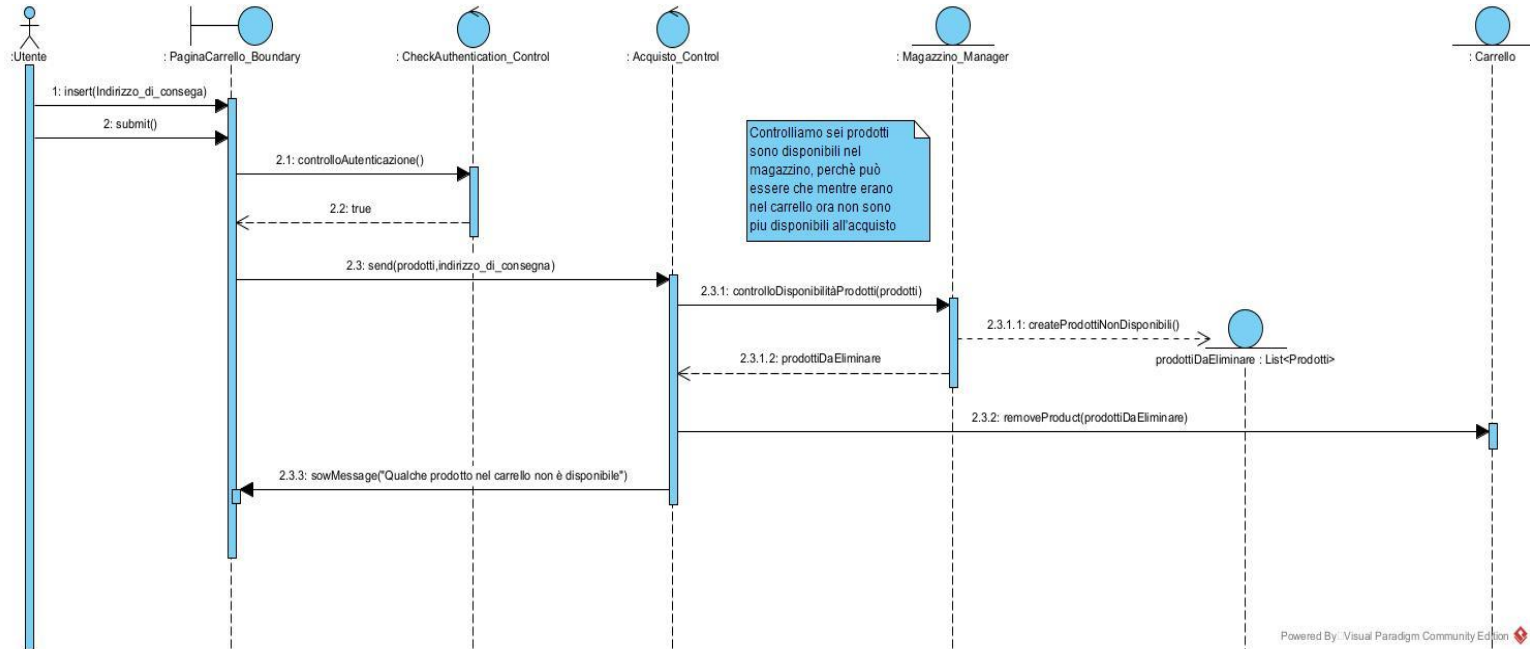 :Utente
: PaginaCarrello_Boundary
: CheckAuthentication_Control
: Acquisto_Control
: Magazzino_Manager
: Carrello
1: insert(Indirizzo_di_consega)
2: submit()
Controlliamo sei prodotti
sono disponibili nel
magazzino, perchè può
essere che mentre erano
nel carrello ora non sono
piu disponibili all'acquisto
2.1: controlloAutenticazione()
2.2: true
2.3: send(prodotti,indirizzo_di_consegna)
2.3.1: controlloDisponibilitàProdotti(prodotti)
2.3.1.1: createProdottiNonDisponibili()
2.3.1.2: prodottiDaEliminare
prodottiDaEliminare : List<Prodotti>
2.3.2: removeProduct(prodottiDaEliminare)
2.3.3: sowMessage("Qualche prodotto nel carrello non è disponibile")
Powered By Visual Paradigm Community Edition